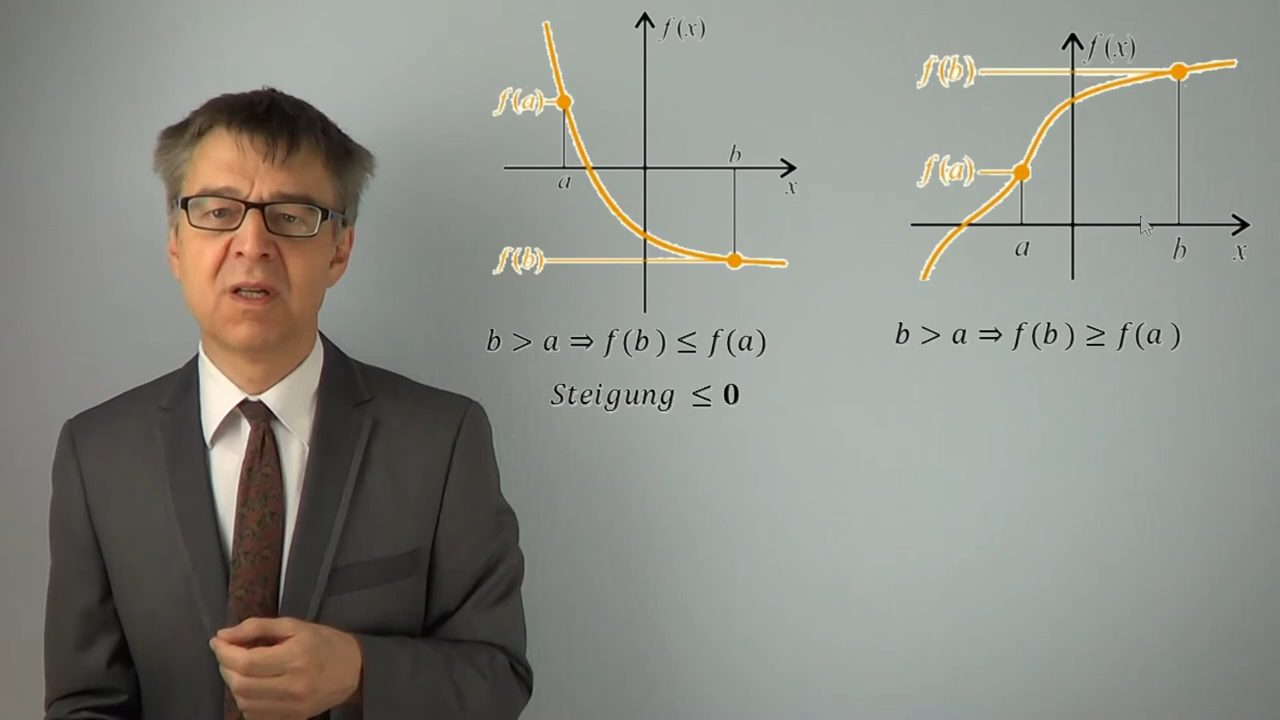 f(x)
f(a)
b
a
x
f(b)
b > a ⇒ f(b) ≤ f(a)
Steigung ≤ 0
f(x)
f(b)
f(a)
a
b
x
b > a ⇒ f(b) ≥ f(a)